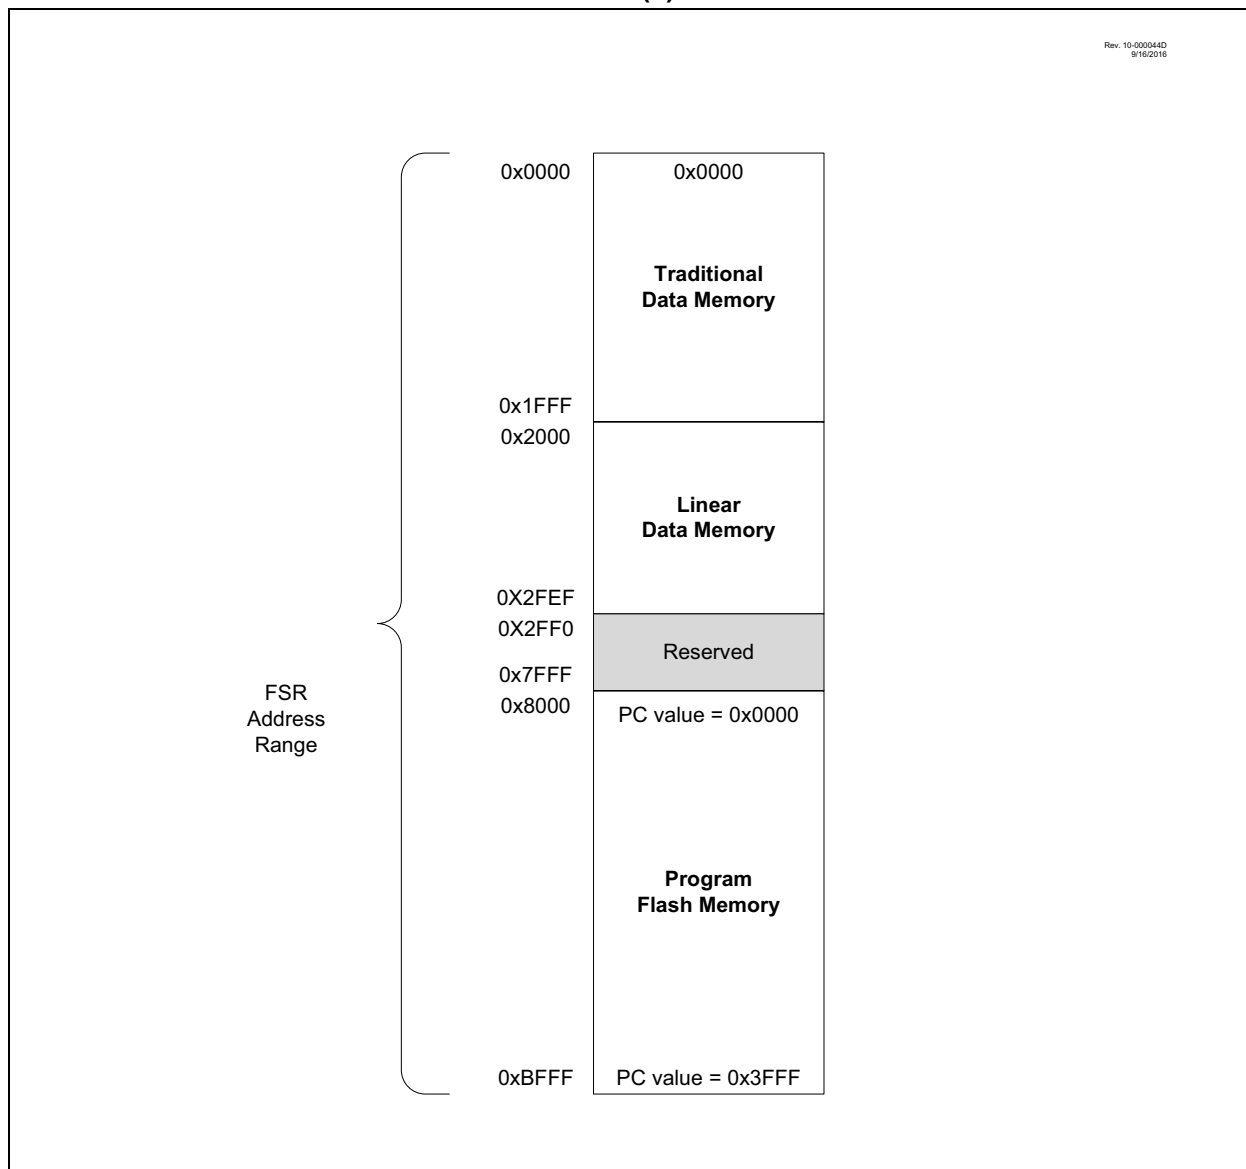 Rev. 10-000044D
9/16/2016
0x0000
0x0000
Traditional
Data Memory
0x1FFF
0x2000
Linear
Data Memory
0X2FEF
0X2FF0
Reserved
0x7FFF
0x8000
PC value = 0x0000
FSR
Address
Range
Program
Flash Memory
0xBFFF
PC value = 0x3FFF